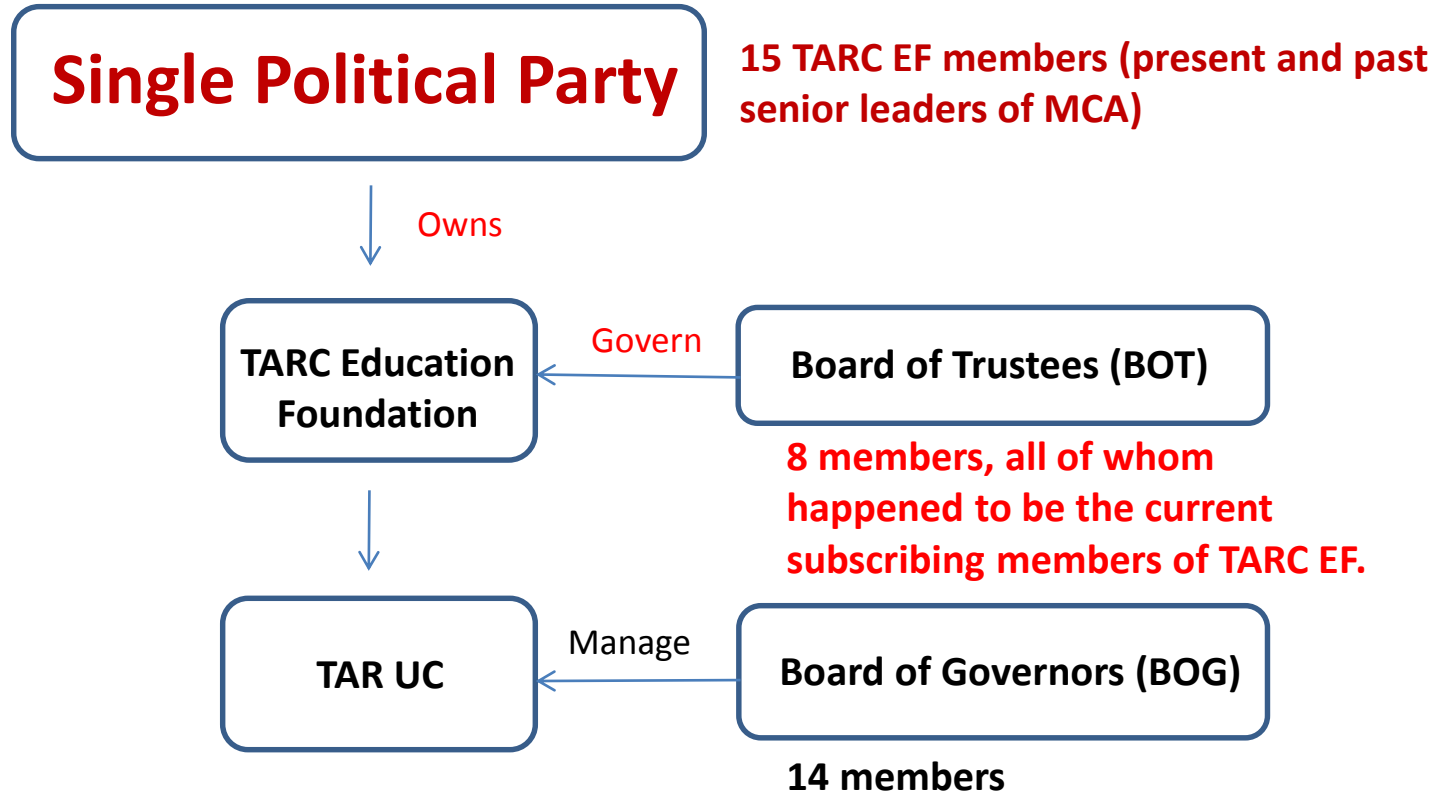 Single Political Party
15 TARC EF members (present and past
senior leaders of MCA)
Owns
TARC Education
Foundation
Govern
Board of Trustees (BOT)
8 members, all of whom
happened to be the current
subscribing members of TARC EF.
TAR UC
Manage
Board of Governors (BOG)
14 members